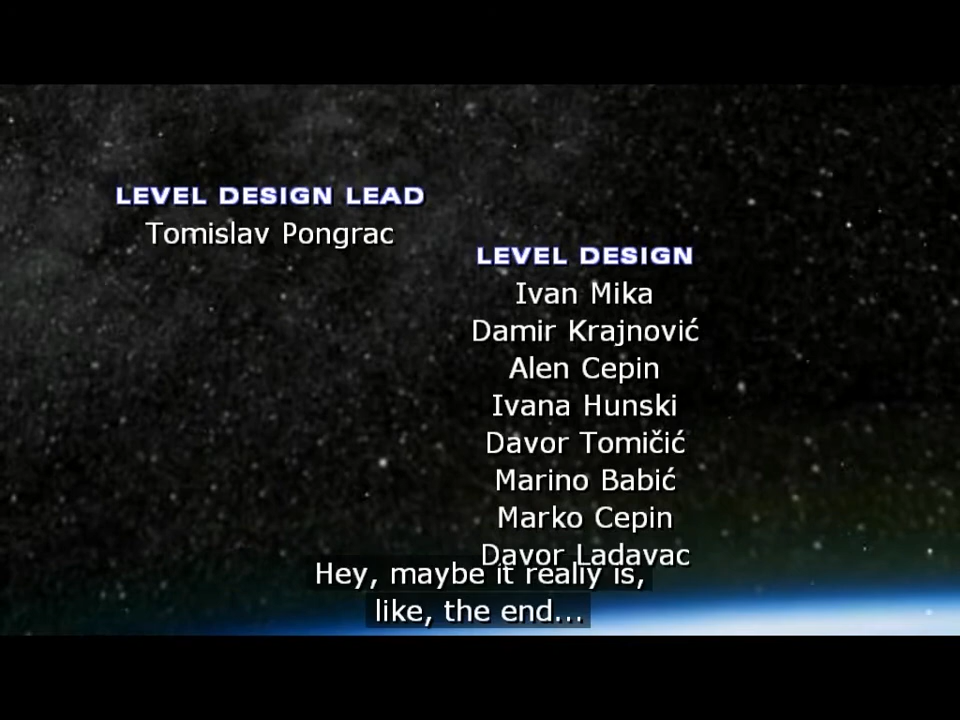 LEVEL DESIGN LEAD
Tomislav Pongrac
LEVEL DESIGN
Ivan Mika
Damir Krajnović
Alen Cepin
Ivana Hunski
Davor Tomičić
Marino Babić
Marko Cepin
Davor Ladavac
Hey, maybe it really is,
like, the end...